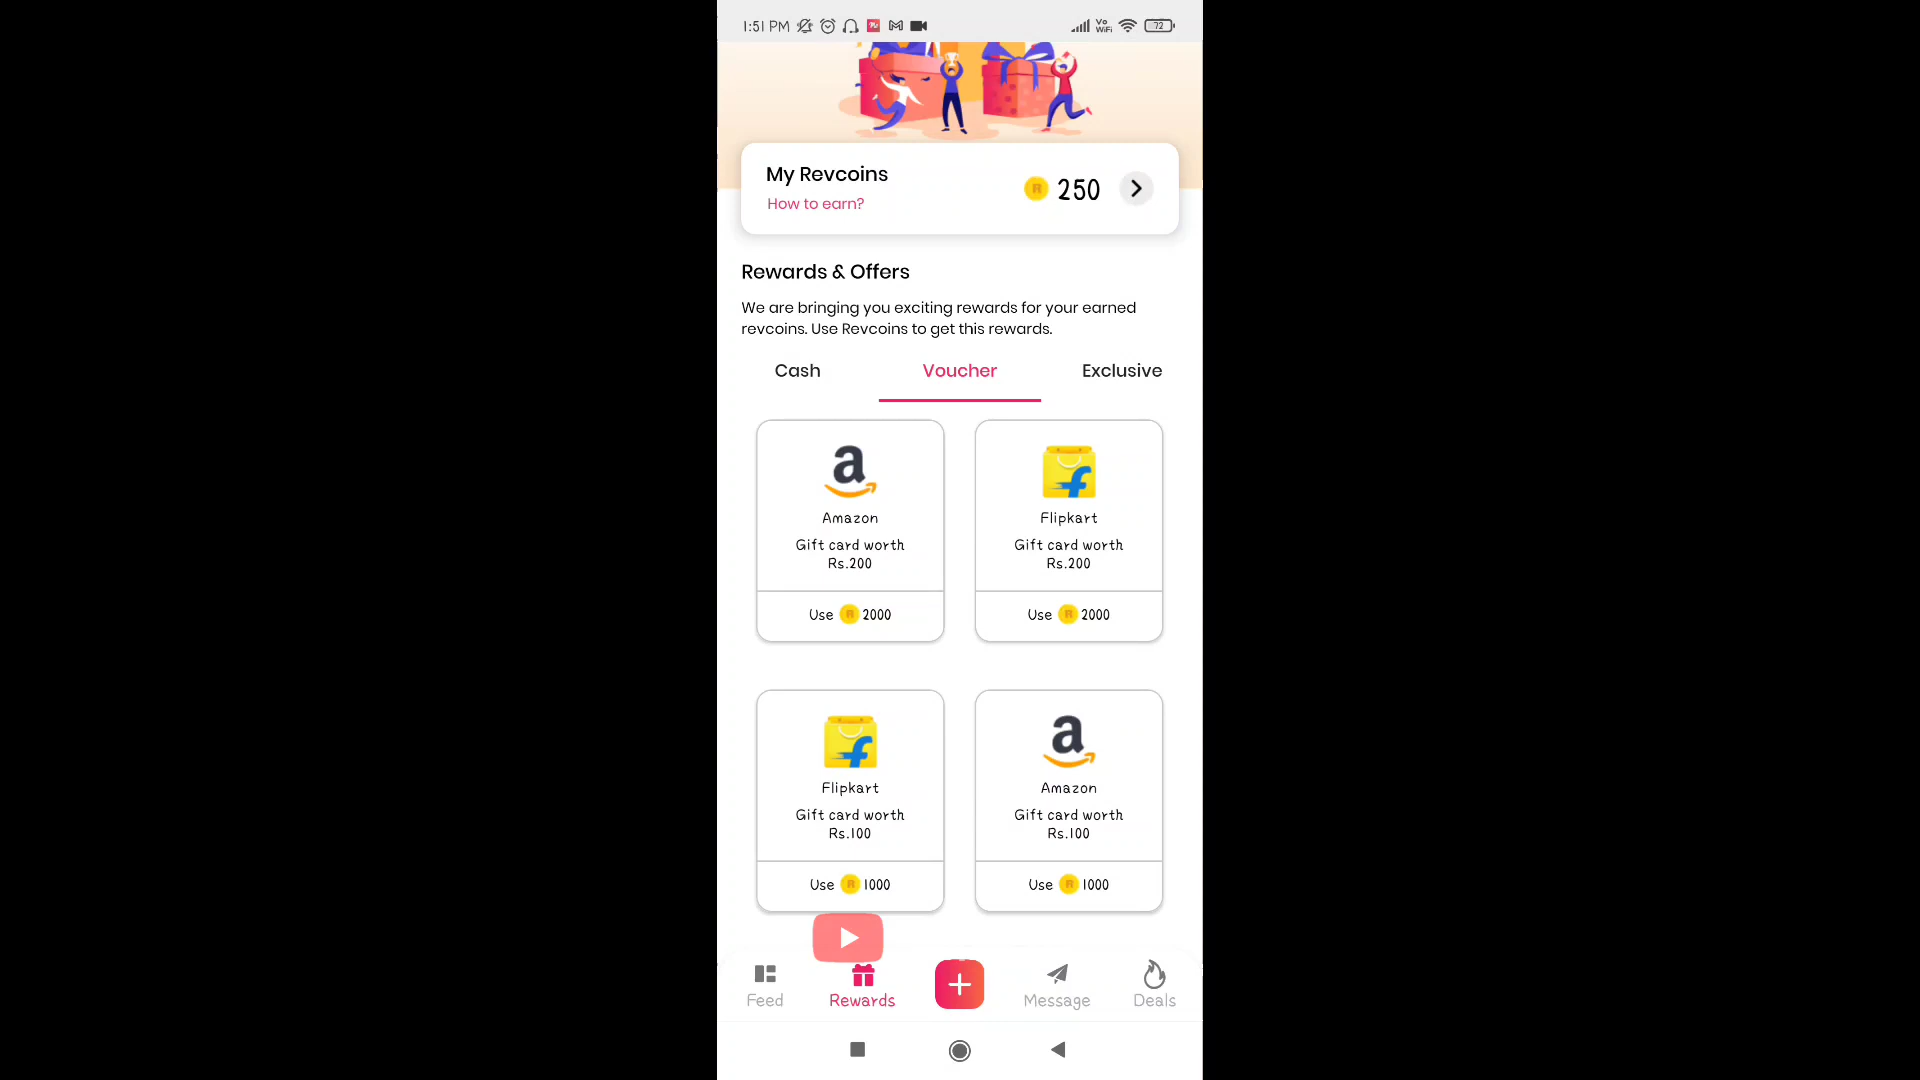 1:51 PM
Vo
WiFi
72
My Revcoins
R 250
How to earn?
Rewards & Offers
We are bringing you exciting rewards for your earned
revcoins. Use Revcoins to get this rewards.
Cash
Voucher
Exclusive
a
Amazon
Gift card worth
Rs.200
Use R 2000
f
Flipkart
Gift card worth
Rs.200
Use R 2000
f
Flipkart
Gift card worth
Rs.100
Use R 1000
a
Amazon
Gift card worth
Rs.100
Use R 1000
Feed
Rewards
Message
Deals